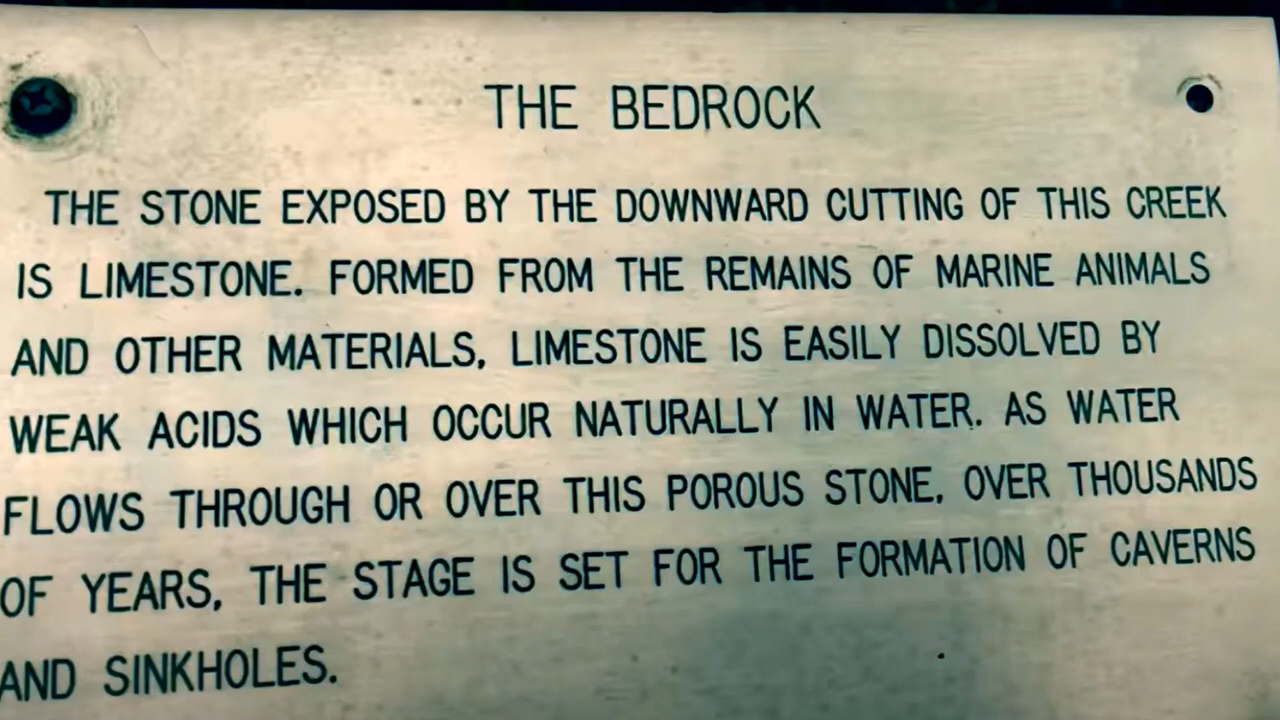 THE BEDROCK
THE STONE EXPOSED BY THE DOWNWARD CUTTING OF THIS CREEK
IS LIMESTONE. FORMED FROM THE REMAINS OF MARINE ANIMALS
AND OTHER MATERIALS, LIMESTONE IS EASILY DISSOLVED BY
WEAK ACIDS WHICH OCCUR NATURALLY IN WATER. AS WATER
FLOWS THROUGH OR OVER THIS POROUS STONE, OVER THOUSANDS
OF YEARS, THE STAGE IS SET FOR THE FORMATION OF CAVERNS
AND SINKHOLES.